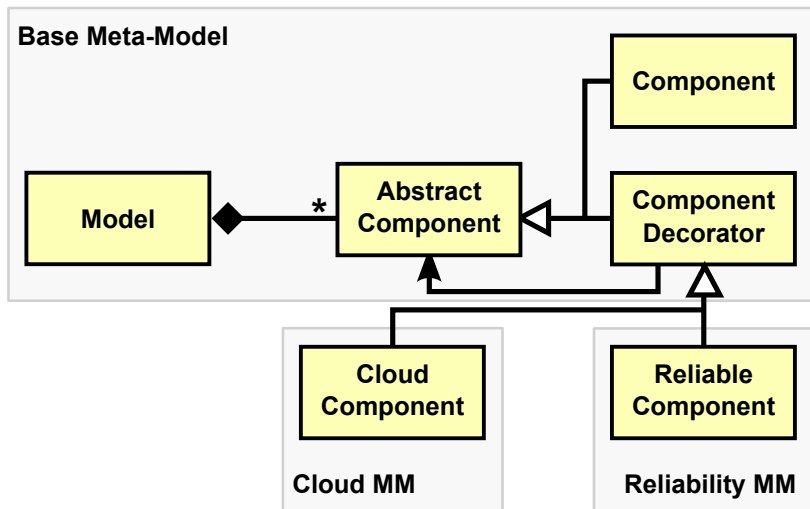 Base Meta-Model
Component
Model
*
Abstract
Component
Component
Decorator
Cloud
Component
Reliable
Component
Cloud MM
Reliability MM